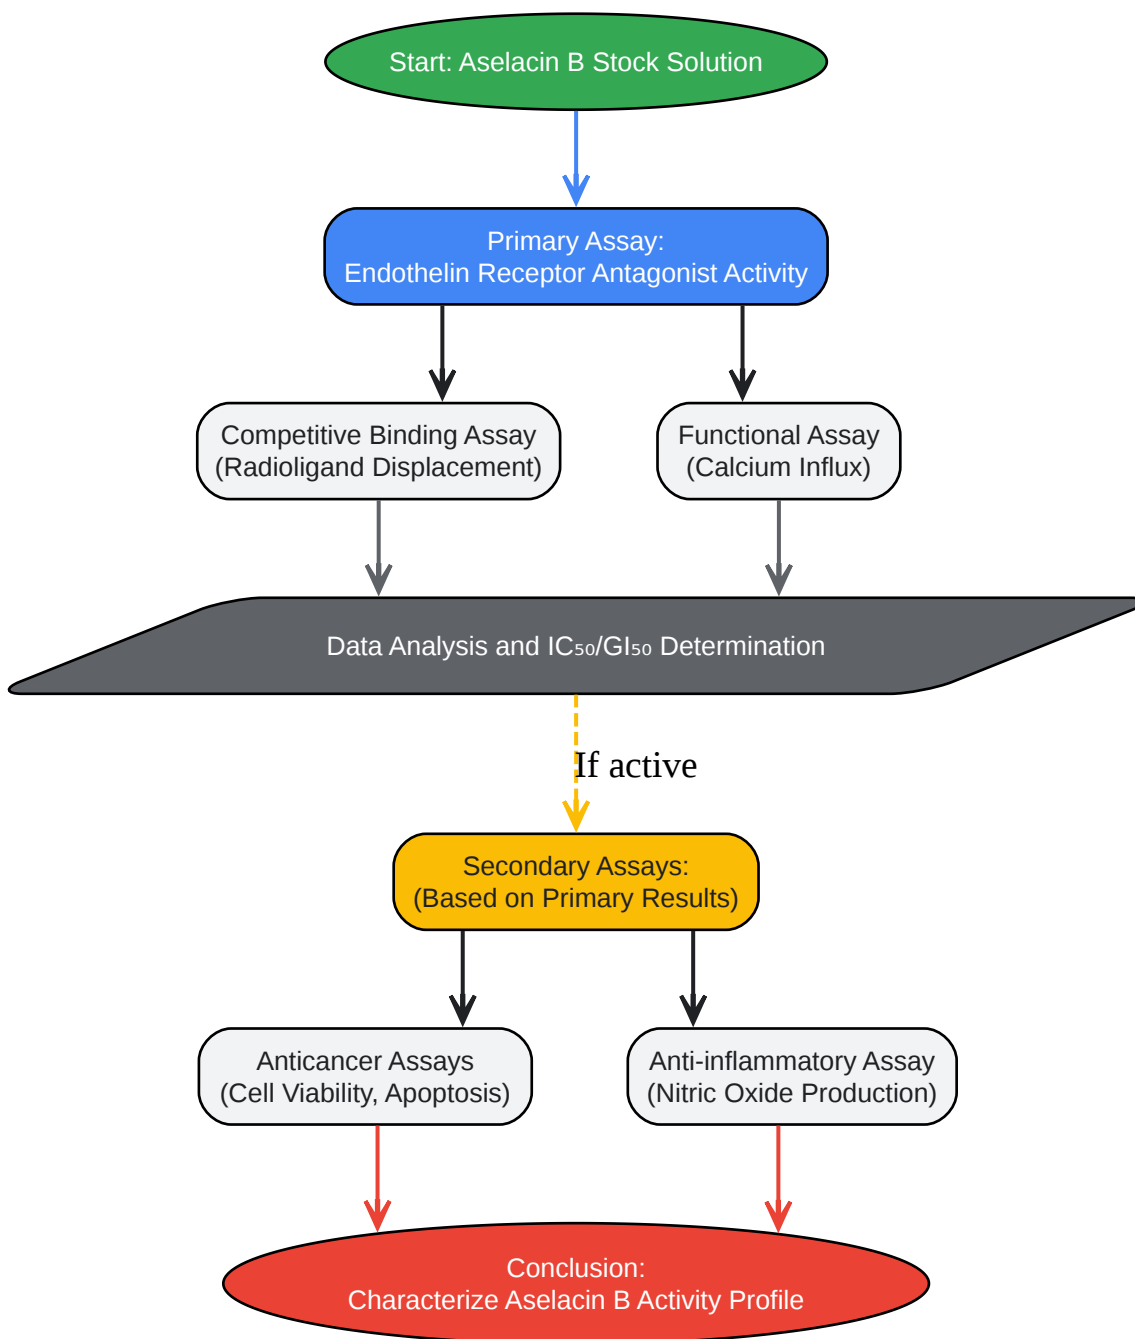 Start: Aselacin B Stock Solution
Primary Assay:
Endothelin Receptor Antagonist Activity
Competitive Binding Assay
(Radioligand Displacement)
Functional Assay
(Calcium Influx)
Data Analysis and IC₅₀/GI₅₀ Determination
If active
Secondary Assays:
(Based on Primary Results)
Anticancer Assays
(Cell Viability, Apoptosis)
Anti-inflammatory Assay
(Nitric Oxide Production)
Conclusion:
Characterize Aselacin B Activity Profile